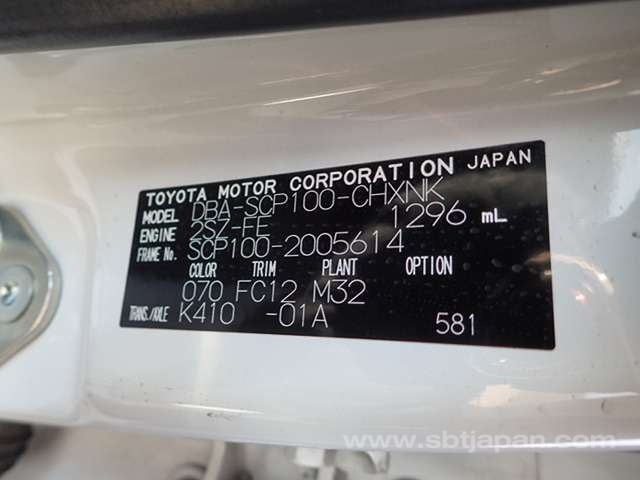 TOYOTA MOTOR CORPORATION JAPAN
MODEL DBA-SCP100-CHXNK
ENGINE 2SZ-FE 1296 mL
FRAME No. SCP100-2005614
COLOR TRIM PLANT OPTION
070 FC12 M32
TRANS./AXLE K410 -01A 581
www.sbtjapan.com